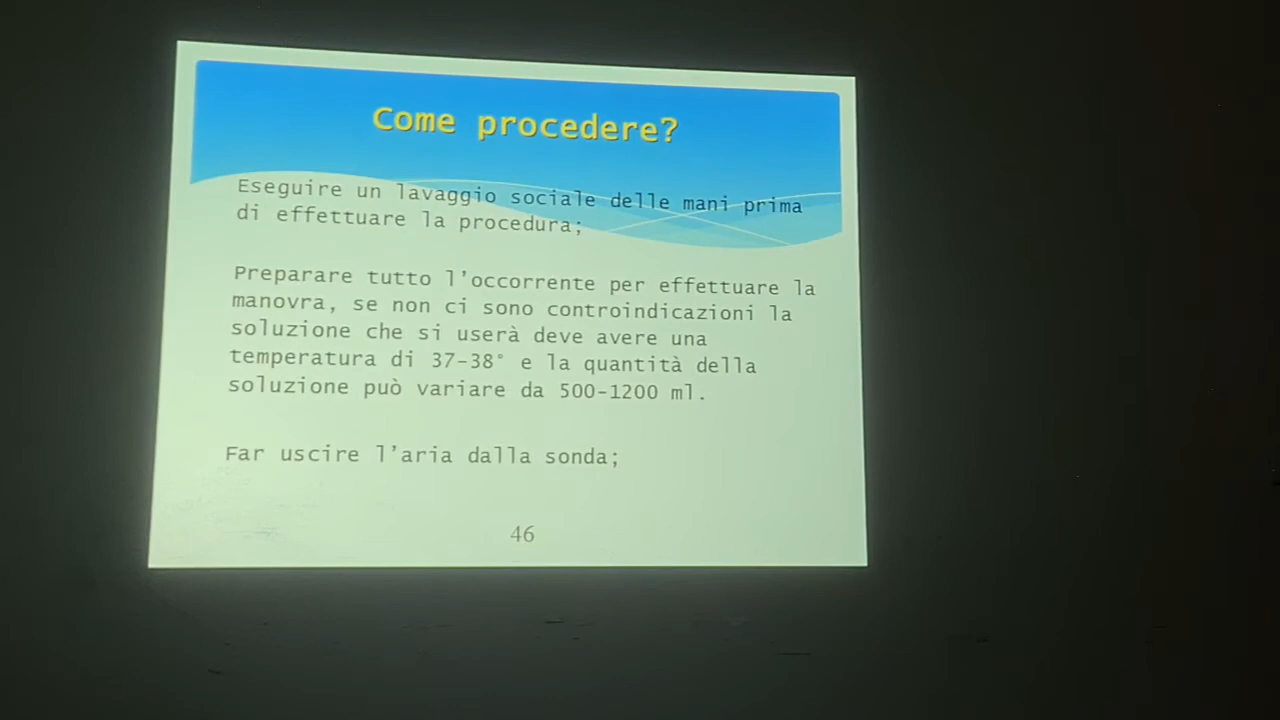 Come procedere?
Eseguire un lavaggio sociale delle mani prima
di effettuare la procedura;
Preparare tutto l'occorrente per effettuare la
manovra, se non ci sono controindicazioni la
soluzione che si userà deve avere una
temperatura di 37-38° e la quantità della
soluzione può variare da 500-1200 ml.
Far uscire l'aria dalla sonda;
46